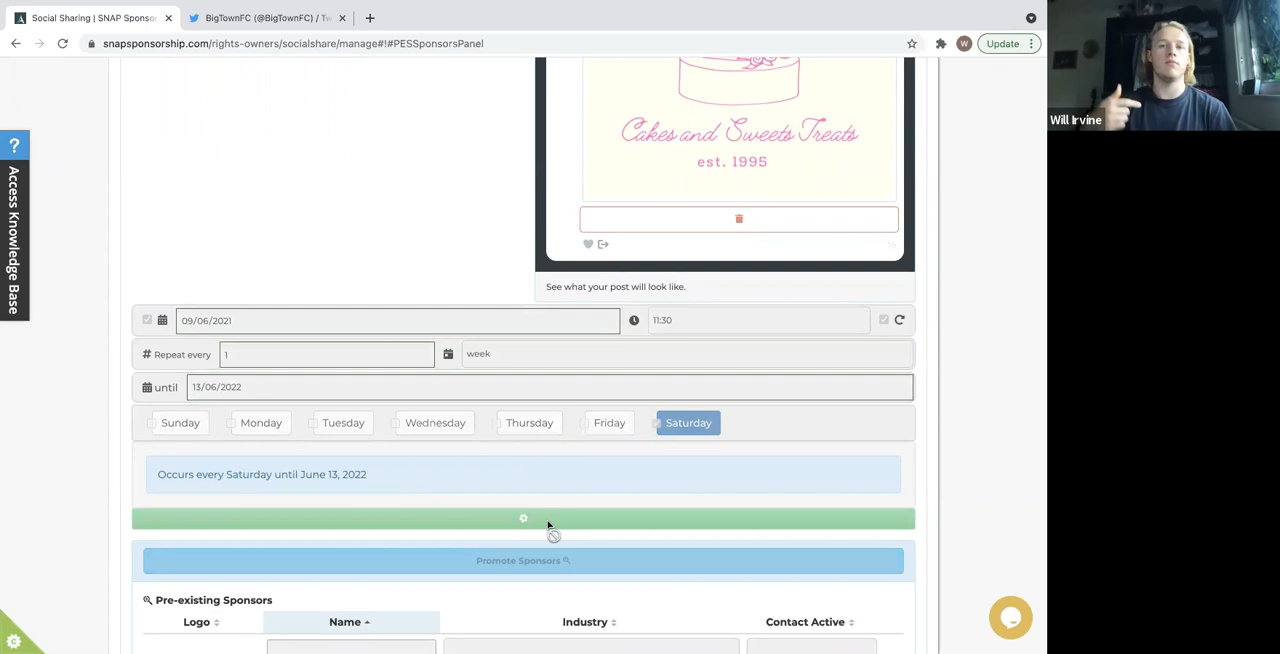 Social Sharing | SNAP Sponso
BigTownFC (@BigTownFC) / Tw
snapsponsorship.com/rights-owners/socialshare/manage#!#PESSponsorsPanel
W
Update
Will Irvine
? Access Knowledge Base
Cakes and Sweets Treats
est. 1995
1h
See what your post will look like.
09/06/2021 11:30
# Repeat every 1 week
until 13/06/2022
Sunday Monday Tuesday Wednesday Thursday Friday Saturday
Occurs every Saturday until June 13, 2022
Promote Sponsors
Pre-existing Sponsors
Logo Name Industry Contact Active